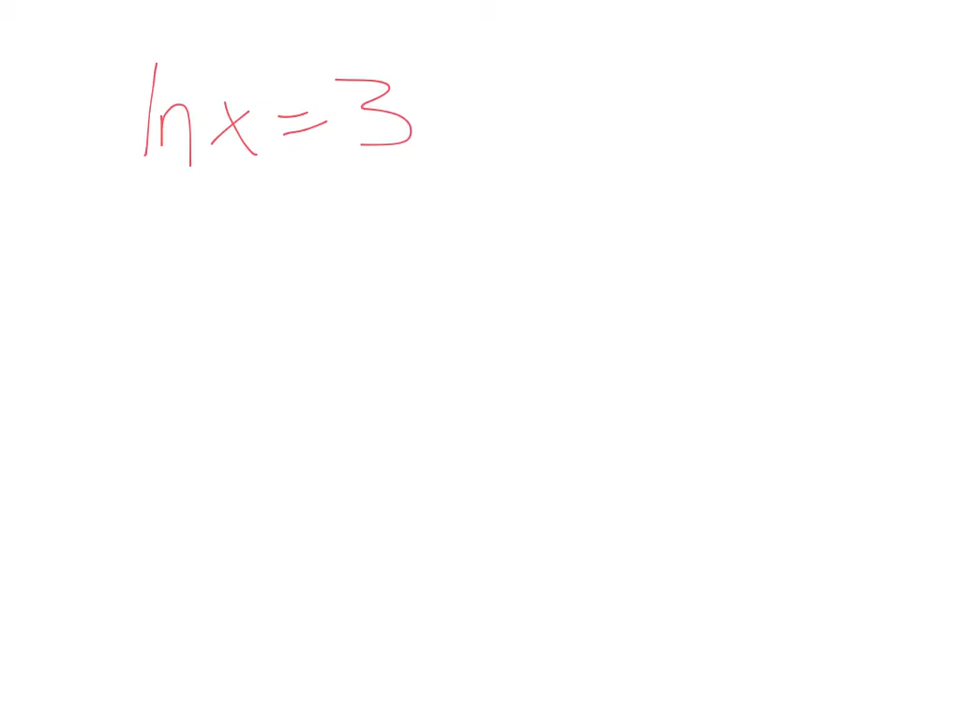 ln x = 3